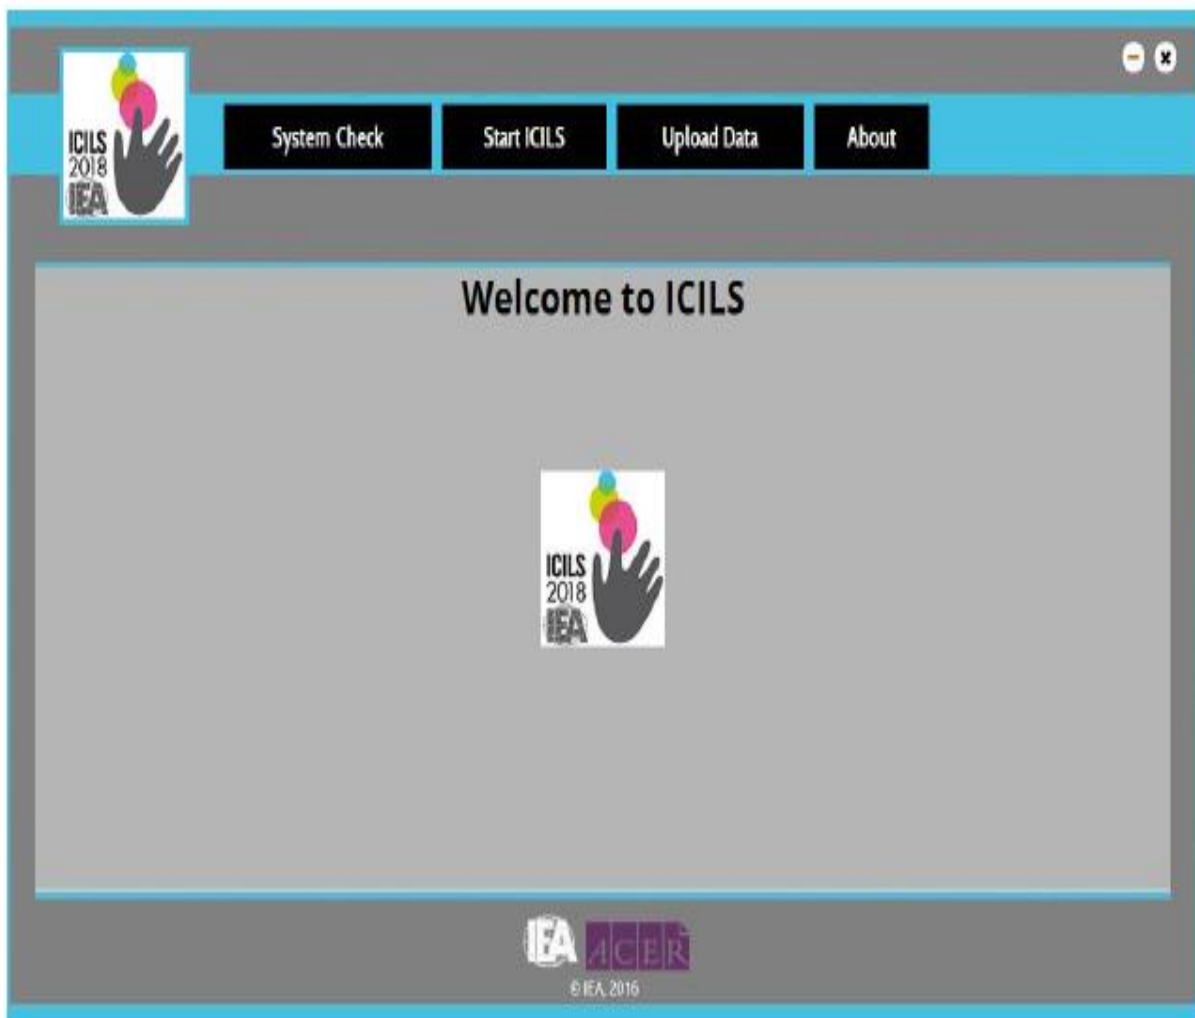 ICILS
2018
IEA
System Check
Start ICILS
Upload Data
About
Welcome to ICILS
ICILS
2018
IEA
IEA ACER
© IEA, 2016